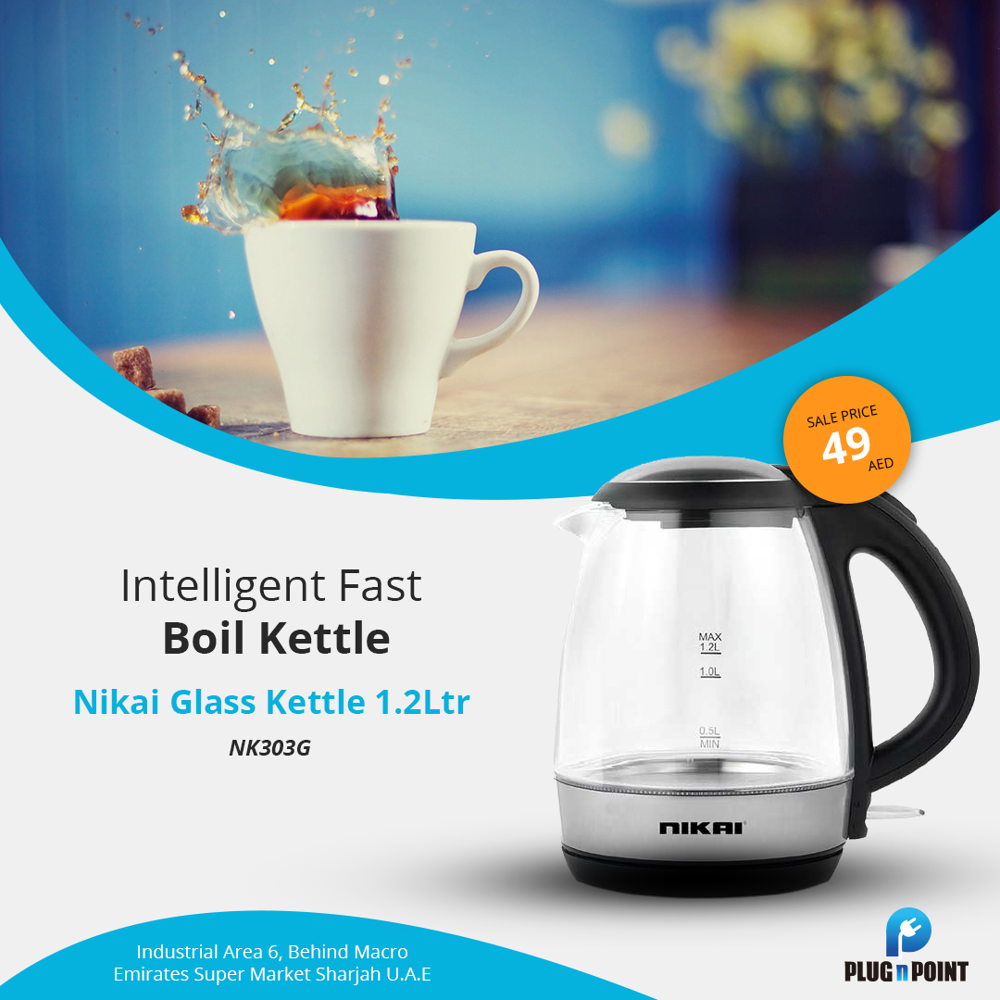 SALE PRICE
49
AED
Intelligent Fast
Boil Kettle
Nikai Glass Kettle 1.2Ltr
NK303G
MAX
1.2L
1.0L
0.5L
MIN
NIKAI
Industrial Area 6, Behind Macro
Emirates Super Market Sharjah U.A.E
PLUG n POINT